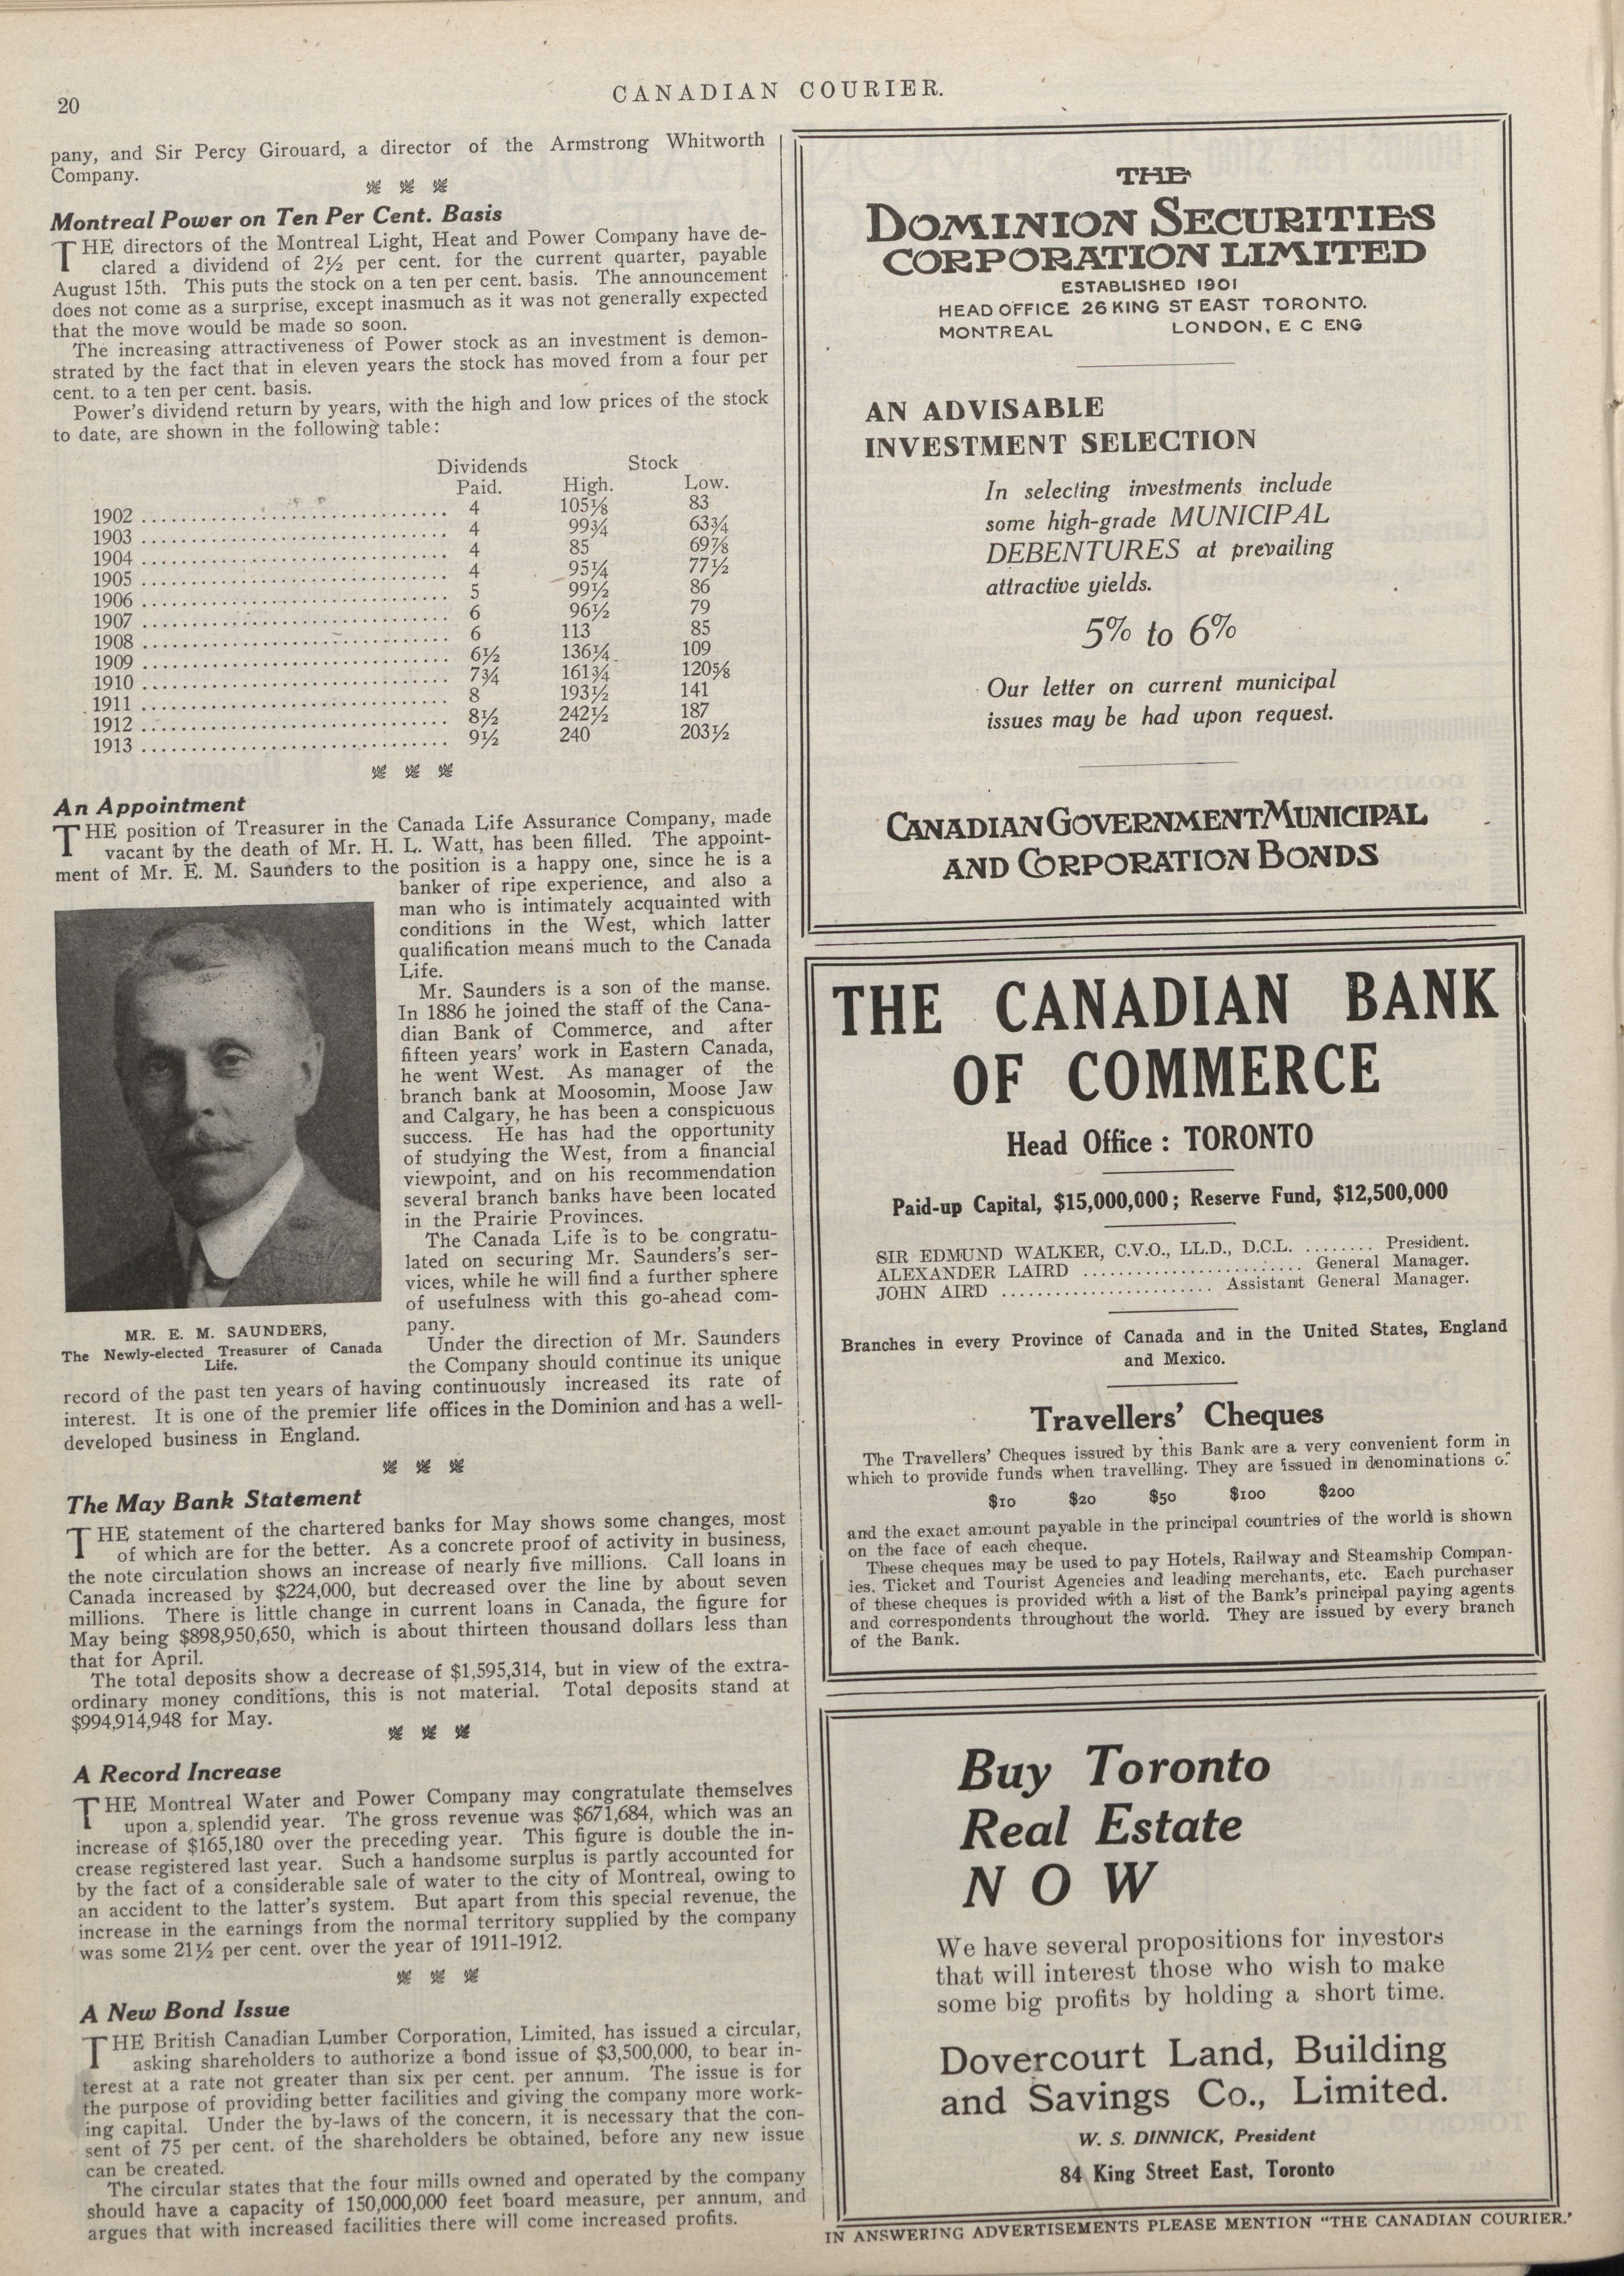 20
CANADIAN COURIER.
pany, and Sir Percy Girouard, a director of the Armstrong Whitworth
Company.
Montreal Power on Ten Per Cent. Basis
THE directors of the Montreal Light, Heat and Power Company have de-
clared a dividend of 2½ per cent. for the current quarter, payable
August 15th. This puts the stock on a ten per cent. basis. The announcement
does not come as a surprise, except inasmuch as it was not generally expected
that the move would be made so soon.
The increasing attractiveness of Power stock as an investment is demon-
strated by the fact that in eleven years the stock has moved from a four per
cent. to a ten per cent. basis.
Power's dividend return by years, with the high and low prices of the stock
to date, are shown in the following table:
Dividends Stock
Paid. High. Low.
1902 .................................... 4 105⅛ 83
1903 .................................... 4 99¾ 63¾
1904 .................................... 4 85 69⅞
1905 .................................... 4 95¼ 77½
1906 .................................... 5 99½ 86
1907 .................................... 6 96½ 79
1908 .................................... 6 113 85
1909 .................................... 6½ 136¼ 109
1910 .................................... 7¾ 161¾ 120⅝
1911 .................................... 8 193½ 141
1912 .................................... 8½ 242½ 187
1913 .................................... 9½ 240 203½
An Appointment
THE position of Treasurer in the Canada Life Assurance Company, made
vacant by the death of Mr. H. L. Watt, has been filled. The appoint-
ment of Mr. E. M. Saunders to the position is a happy one, since he is a
banker of ripe experience, and also a
man who is intimately acquainted with
conditions in the West, which latter
qualification means much to the Canada
Life.
Mr. Saunders is a son of the manse.
In 1886 he joined the staff of the Cana-
dian Bank of Commerce, and after
fifteen years' work in Eastern Canada,
he went West. As manager of the
branch bank at Moosomin, Moose Jaw
and Calgary, he has been a conspicuous
success. He has had the opportunity
of studying the West, from a financial
viewpoint, and on his recommendation
several branch banks have been located
in the Prairie Provinces.
The Canada Life is to be congratu-
lated on securing Mr. Saunders's ser-
vices, while he will find a further sphere
of usefulness with this go-ahead com-
pany.
MR. E. M. SAUNDERS,
The Newly-elected Treasurer of Canada
Life.
Under the direction of Mr. Saunders
the Company should continue its unique
record of the past ten years of having continuously increased its rate of
interest. It is one of the premier life offices in the Dominion and has a well-
developed business in England.
The May Bank Statement
THE statement of the chartered banks for May shows some changes, most
of which are for the better. As a concrete proof of activity in business,
the note circulation shows an increase of nearly five millions. Call loans in
Canada increased by $224,000, but decreased over the line by about seven
millions. There is little change in current loans in Canada, the figure for
May being $898,950,650, which is about thirteen thousand dollars less than
that for April.
The total deposits show a decrease of $1,595,314, but in view of the extra-
ordinary money conditions, this is not material. Total deposits stand at
$994,914,948 for May.
A Record Increase
THE Montreal Water and Power Company may congratulate themselves
upon a splendid year. The gross revenue was $671,684, which was an
increase of $165,180 over the preceding year. This figure is double the in-
crease registered last year. Such a handsome surplus is partly accounted for
by the fact of a considerable sale of water to the city of Montreal, owing to
an accident to the latter's system. But apart from this special revenue, the
increase in the earnings from the normal territory supplied by the company
was some 21½ per cent. over the year of 1911-1912.
A New Bond Issue
THE British Canadian Lumber Corporation, Limited, has issued a circular,
asking shareholders to authorize a bond issue of $3,500,000, to bear in-
terest at a rate not greater than six per cent. per annum. The issue is for
the purpose of providing better facilities and giving the company more work-
ing capital. Under the by-laws of the concern, it is necessary that the con-
sent of 75 per cent. of the shareholders be obtained, before any new issue
can be created.
The circular states that the four mills owned and operated by the company
should have a capacity of 150,000,000 feet board measure, per annum, and
argues that with increased facilities there will come increased profits.
THE
DOMINION SECURITIES
CORPORATION LIMITED
ESTABLISHED 1901
HEAD OFFICE 26 KING ST EAST TORONTO.
MONTREAL LONDON, E C ENG
AN ADVISABLE
INVESTMENT SELECTION
In selecting investments include
some high-grade MUNICIPAL
DEBENTURES at prevailing
attractive yields.
5% to 6%
Our letter on current municipal
issues may be had upon request.
CANADIAN GOVERNMENT MUNICIPAL
AND CORPORATION BONDS
THE CANADIAN BANK
OF COMMERCE
Head Office : TORONTO
Paid-up Capital, $15,000,000; Reserve Fund, $12,500,000
SIR EDMUND WALKER, C.V.O., LL.D., D.C.L. ........ President.
ALEXANDER LAIRD ......................... General Manager.
JOHN AIRD ........................ Assistant General Manager.
Branches in every Province of Canada and in the United States, England
and Mexico.
Travellers' Cheques
The Travellers' Cheques issued by this Bank are a very convenient form in
which to provide funds when travelling. They are issued in denominations of
$10 $20 $50 $100 $200
and the exact amount payable in the principal countries of the world is shown
on the face of each cheque.
These cheques may be used to pay Hotels, Railway and Steamship Compan-
ies, Ticket and Tourist Agencies and leading merchants, etc. Each purchaser
of these cheques is provided with a list of the Bank's principal paying agents
and correspondents throughout the world. They are issued by every branch
of the Bank.
Buy Toronto
Real Estate
NOW
We have several propositions for investors
that will interest those who wish to make
some big profits by holding a short time.
Dovercourt Land, Building
and Savings Co., Limited.
W. S. DINNICK, President
84 King Street East, Toronto
IN ANSWERING ADVERTISEMENTS PLEASE MENTION "THE CANADIAN COURIER."